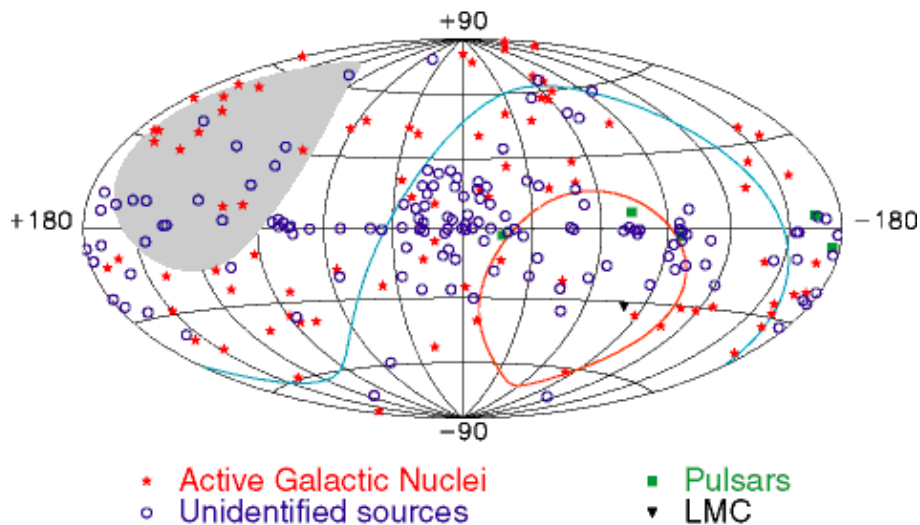 +90
+180
−180
−90
Active Galactic Nuclei
Pulsars
Unidentified sources
LMC